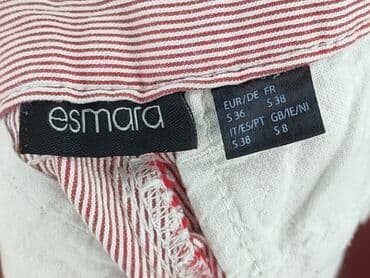 esmara
EUR/DE FR
S 36 S 38
IT/ES/PT GB/IE/NI
S 38 S 8